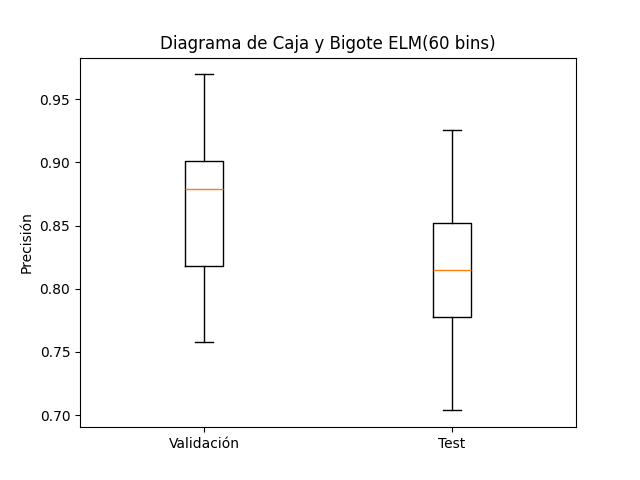 Diagrama de Caja y Bigote ELM(60 bins)
Precisión
0.95
0.90
0.85
0.80
0.75
0.70
Validación
Test